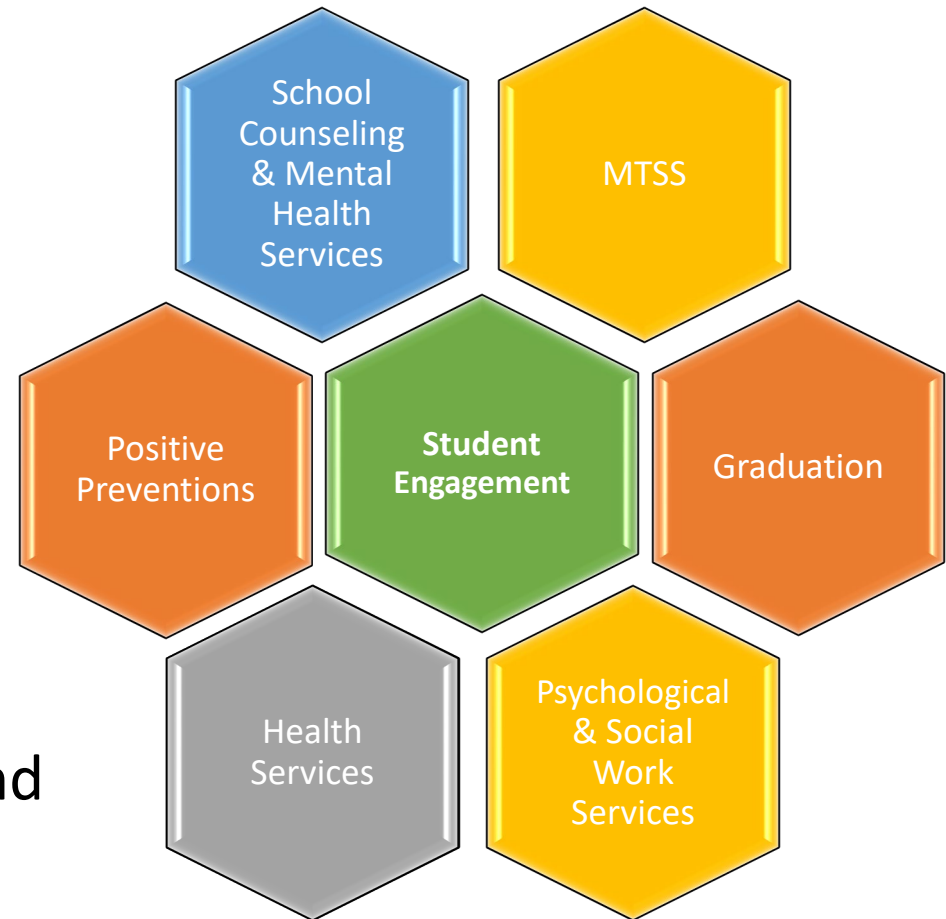 School
Counseling
& Mental
Health
Services
MTSS
Positive
Preventions
Student
Engagement
Graduation
Health
Services
Psychological
& Social
Work
Services